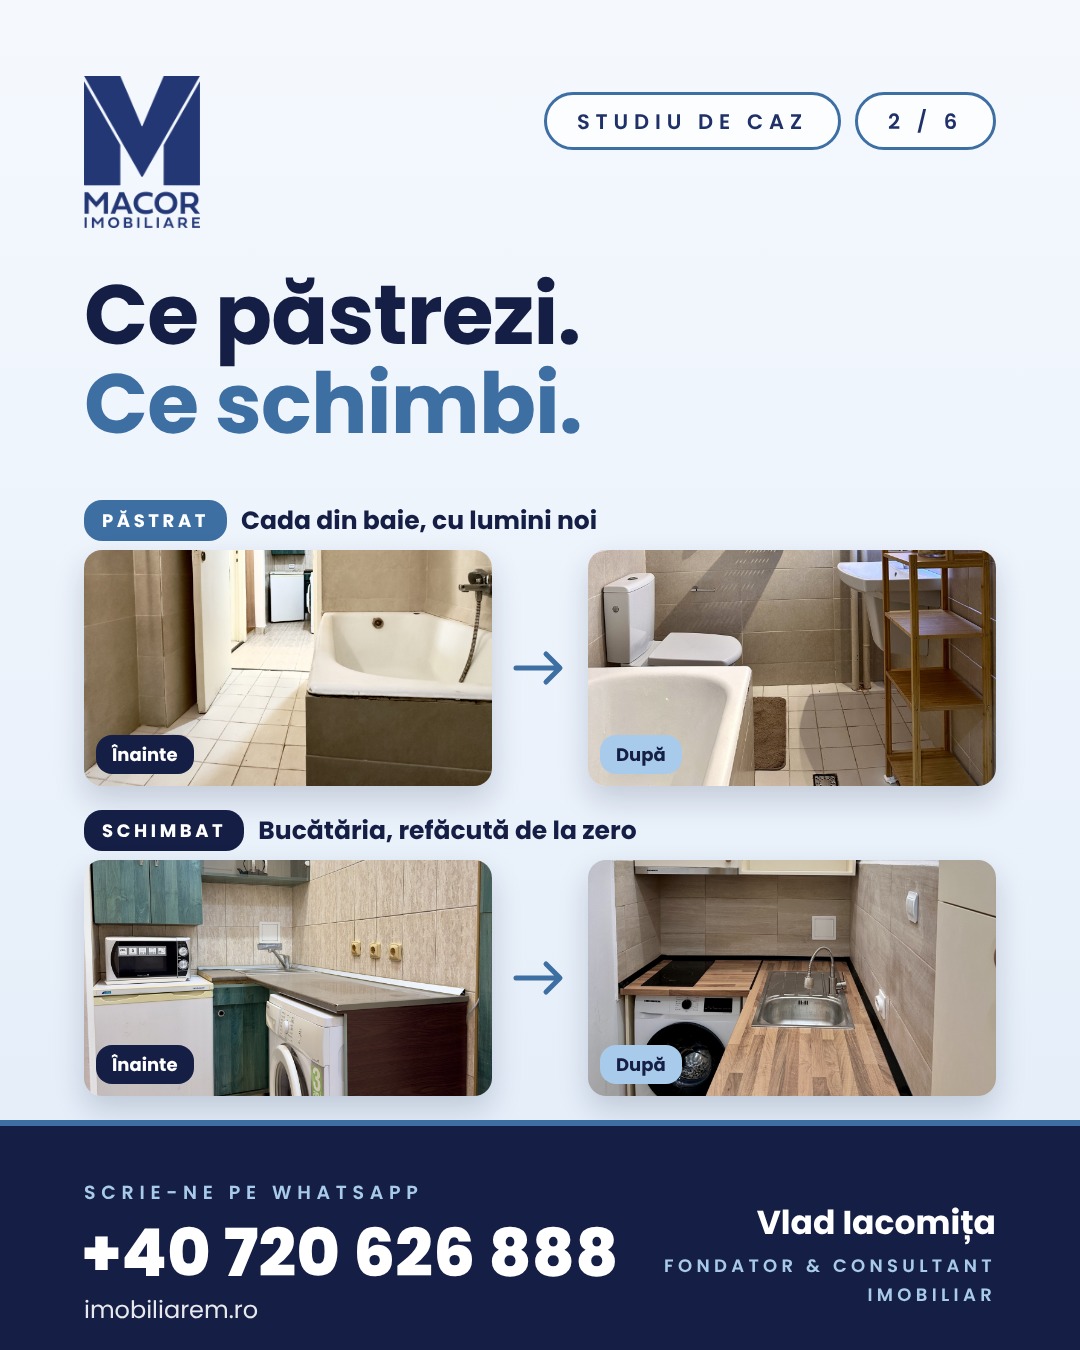 MACOR
IMOBILIARE
STUDIU DE CAZ
2 / 6
Ce păstrezi.
Ce schimbi.
PĂSTRAT
Cada din baie, cu lumini noi
Înainte
După
SCHIMBAT
Bucătăria, refăcută de la zero
Înainte
După
SCRIE-NE PE WHATSAPP
+40 720 626 888
imobiliarem.ro
Vlad Iacomița
FONDATOR & CONSULTANT
IMOBILIAR